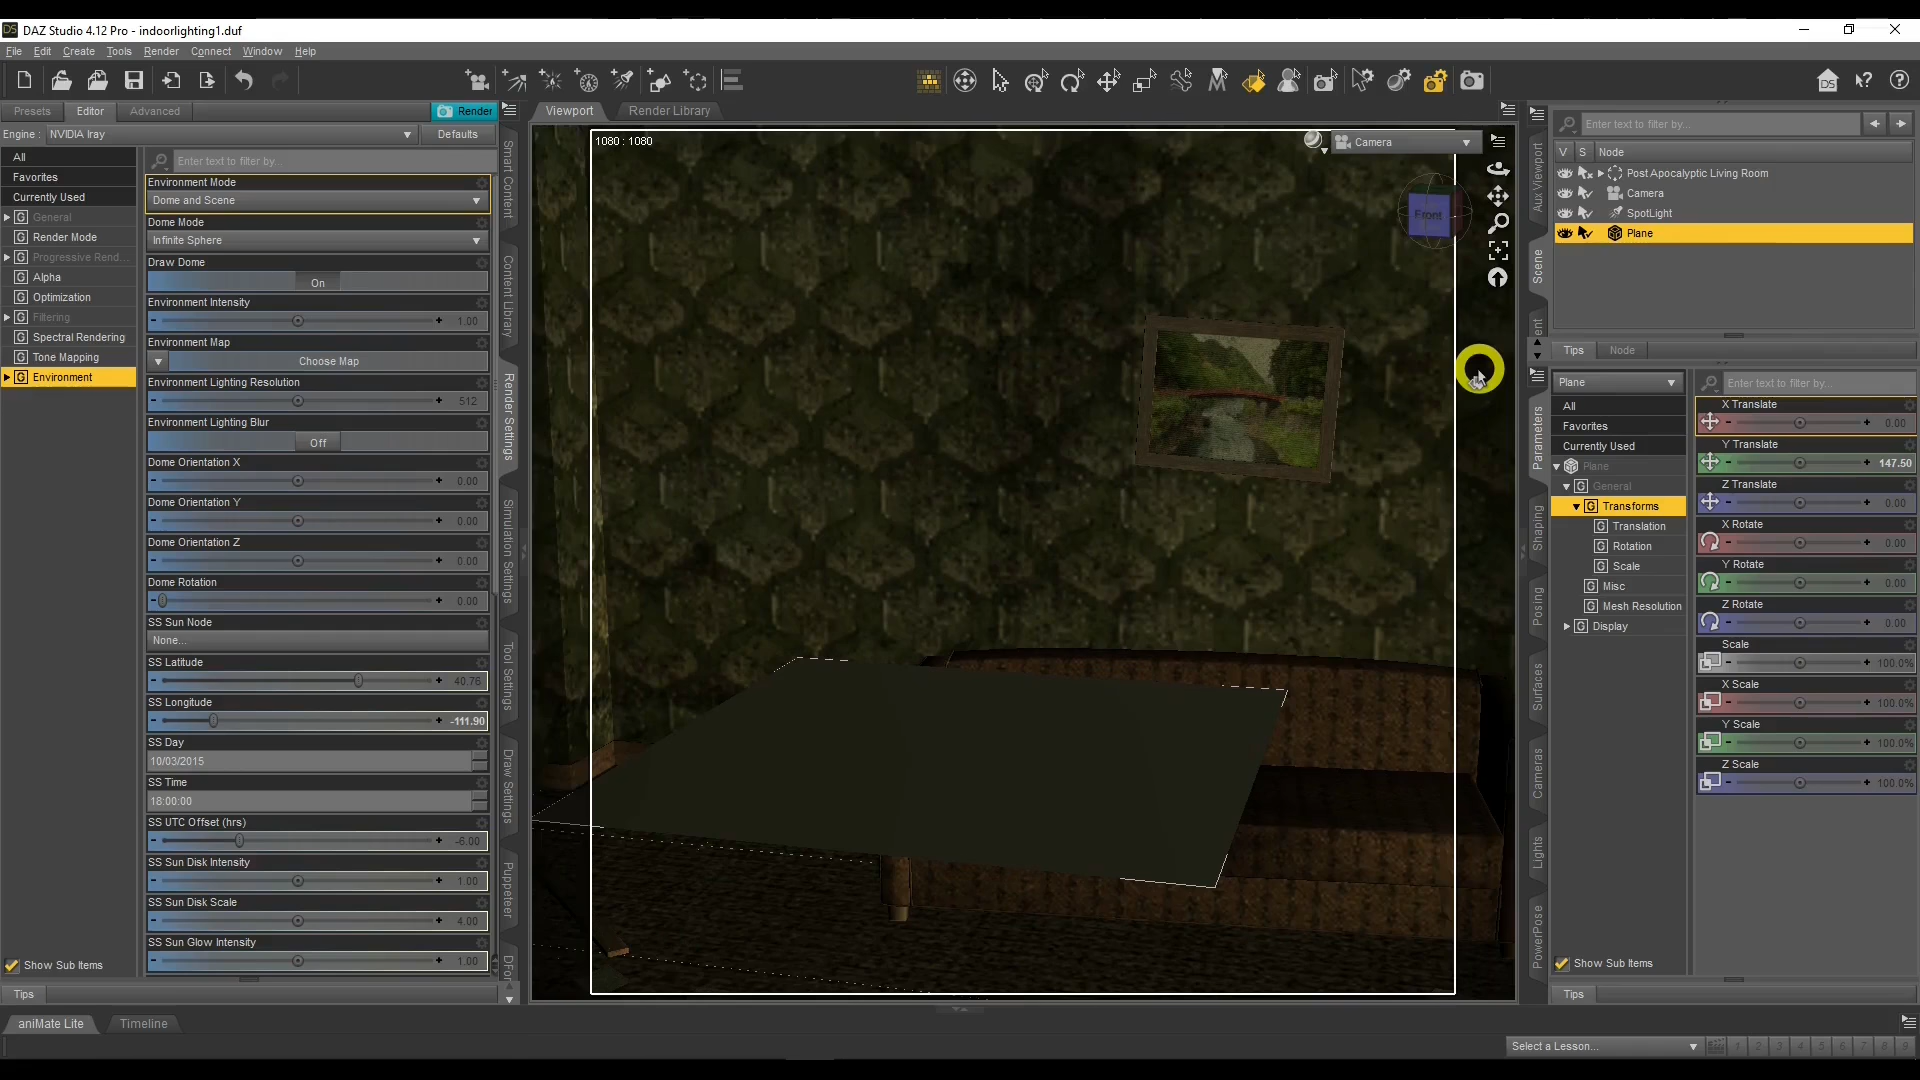 DAZ Studio 4.12 Pro - indoorlighting1.duf
File Edit Create Tools Render Connect Window Help
Presets Editor Advanced Render
Engine : NVIDIA Iray Defaults
All
Favorites
Currently Used
General
Render Mode
Progressive Rend...
Alpha
Optimization
Filtering
Spectral Rendering
Tone Mapping
Environment
Show Sub Items
Tips
Enter text to filter by...
Environment Mode
Dome and Scene
Dome Mode
Infinite Sphere
Draw Dome
On
Environment Intensity
1.00
Environment Map
Choose Map
Environment Lighting Resolution
512
Environment Lighting Blur
Off
Dome Orientation X
0.00
Dome Orientation Y
0.00
Dome Orientation Z
0.00
Dome Rotation
0.00
SS Sun Node
None...
SS Latitude
40.76
SS Longitude
-111.90
SS Day
10/03/2015
SS Time
18:00:00
SS UTC Offset (hrs)
-6.00
SS Sun Disk Intensity
1.00
SS Sun Disk Scale
4.00
SS Sun Glow Intensity
1.00
Smart Content
Content Library
Render Settings
Simulation Settings
Tool Settings
Draw Settings
Puppeteer
DFor
Viewport Render Library
1080 : 1080
Camera
Front
Aux Viewport
Scene
Enter text to filter by...
V S Node
Post Apocalyptic Living Room
Camera
SpotLight
Plane
Tips Node
Parameters
Shaping
Posing
Surfaces
Cameras
Lights
PowerPose
Plane
All
Favorites
Currently Used
Plane
General
Transforms
Translation
Rotation
Scale
Misc
Mesh Resolution
Display
Show Sub Items
Tips
Enter text to filter by...
X Translate
0.00
Y Translate
147.50
Z Translate
0.00
X Rotate
0.00
Y Rotate
0.00
Z Rotate
0.00
Scale
100.0%
X Scale
100.0%
Y Scale
100.0%
Z Scale
100.0%
aniMate Lite Timeline
Select a Lesson... 1 2 3 4 5 6 7 8 9